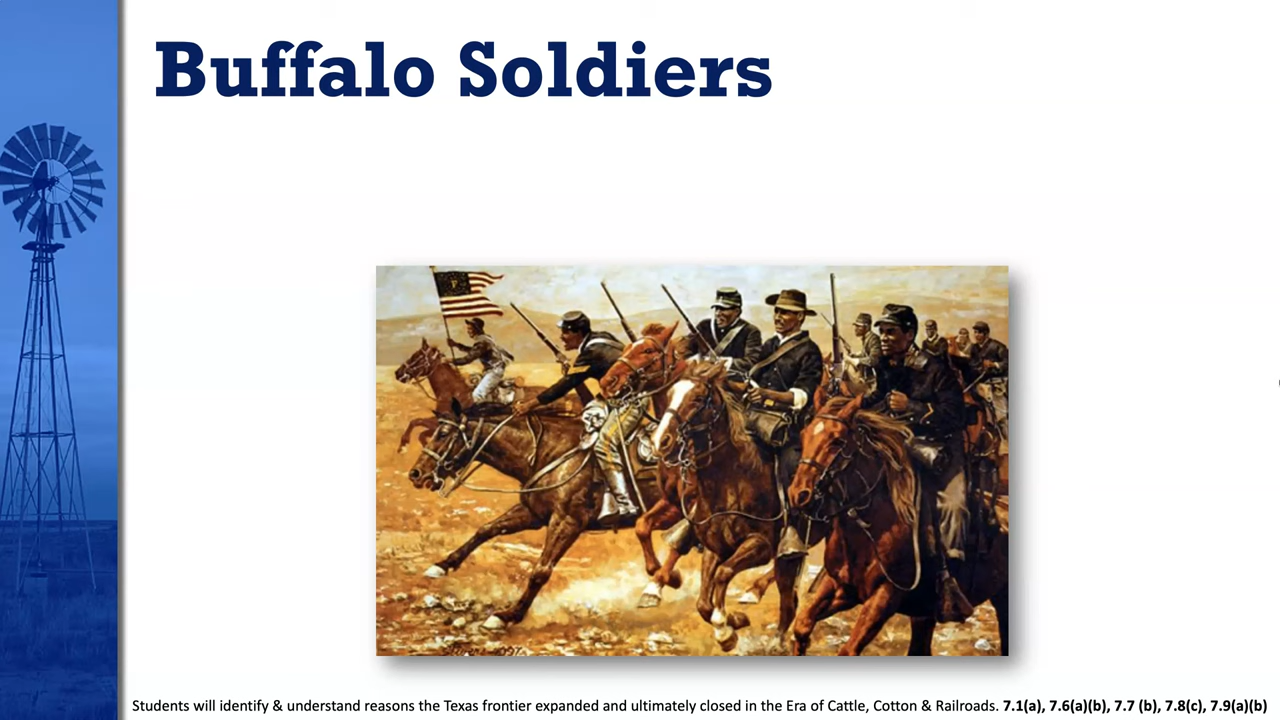 Buffalo Soldiers
Students will identify & understand reasons the Texas frontier expanded and ultimately closed in the Era of Cattle, Cotton & Railroads. 7.1(a), 7.6(a)(b), 7.7 (b), 7.8(c), 7.9(a)(b)